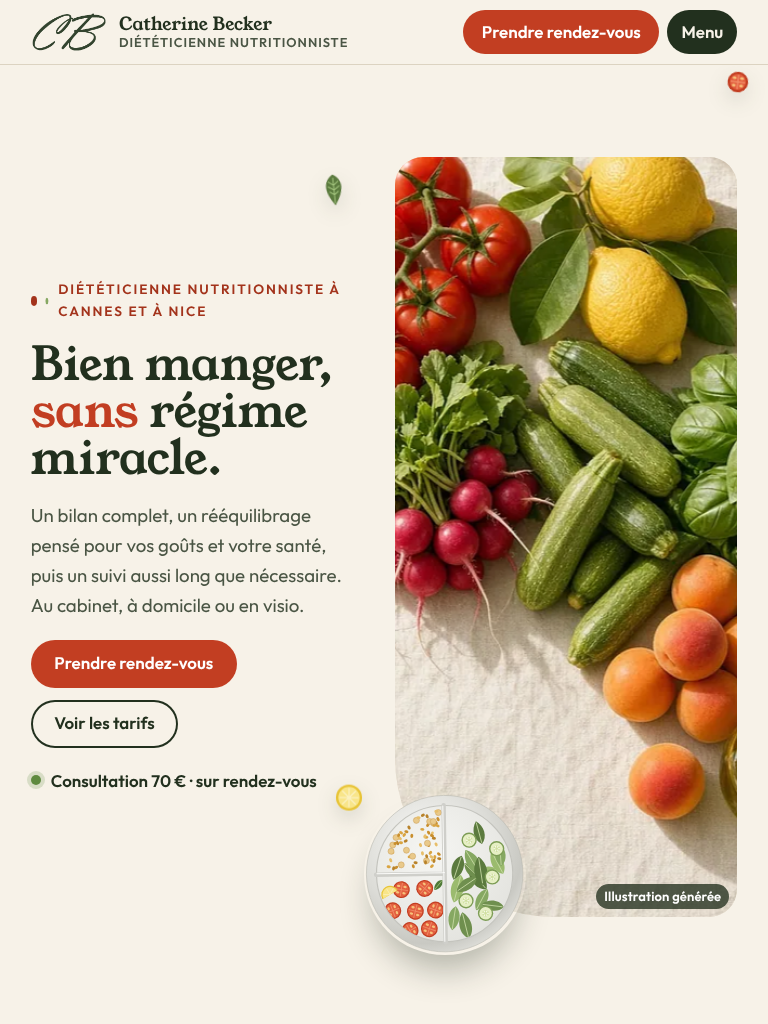 CB
Catherine Becker
DIÉTÉTICIENNE NUTRITIONNISTE
Prendre rendez-vous
Menu
DIÉTÉTICIENNE NUTRITIONNISTE À
CANNES ET À NICE
Bien manger,
sans régime
miracle.
Un bilan complet, un rééquilibrage
pensé pour vos goûts et votre santé,
puis un suivi aussi long que nécessaire.
Au cabinet, à domicile ou en visio.
Prendre rendez-vous
Voir les tarifs
Consultation 70 € · sur rendez-vous
Illustration générée